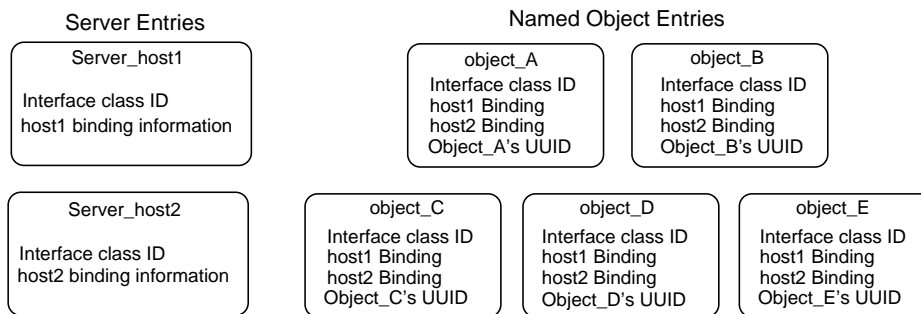 Server Entries
Named Object Entries
Server_host1
Interface class ID
host1 binding information
object_A
Interface class ID
host1 Binding
host2 Binding
Object_A's UUID
object_B
Interface class ID
host1 Binding
host2 Binding
Object_B's UUID
Server_host2
Interface class ID
host2 binding information
object_C
Interface class ID
host1 Binding
host2 Binding
Object_C's UUID
object_D
Interface class ID
host1 Binding
host2 Binding
Object_D's UUID
object_E
Interface class ID
host1 Binding
host2 Binding
Object_E's UUID